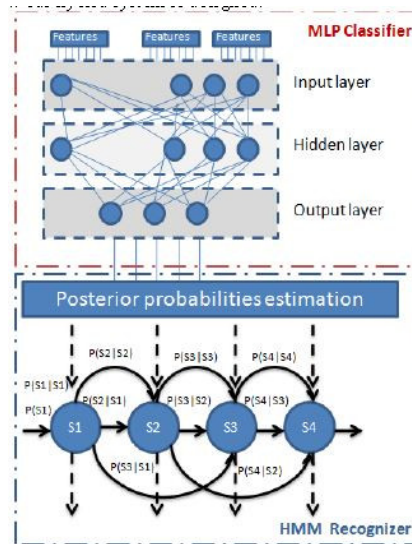 Features Features Features
MLP Classifier
Input layer
Hidden layer
Output layer
Posterior probabilities estimation
P(S2|S2) P(S3|S3) P(S4|S4)
P(S1|S1)
P(S1) P(S2|S1) P(S3|S2) P(S4|S3)
S1 S2 S3 S4
P(S3|S1) P(S4|S2)
HMM Recognizer